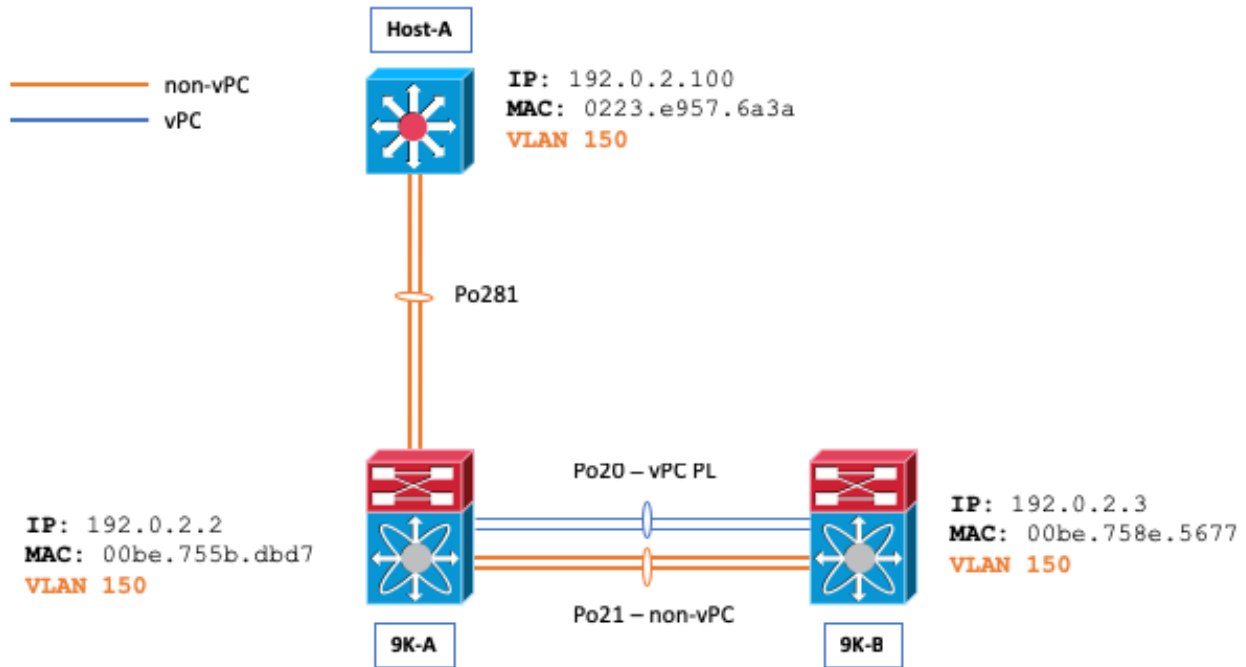 Host-A
non-vPC
vPC
IP: 192.0.2.100
MAC: 0223.e957.6a3a
VLAN 150
Po281
Po20 – vPC PL
IP: 192.0.2.2
MAC: 00be.755b.dbd7
VLAN 150
IP: 192.0.2.3
MAC: 00be.758e.5677
VLAN 150
Po21 – non-vPC
9K-A
9K-B